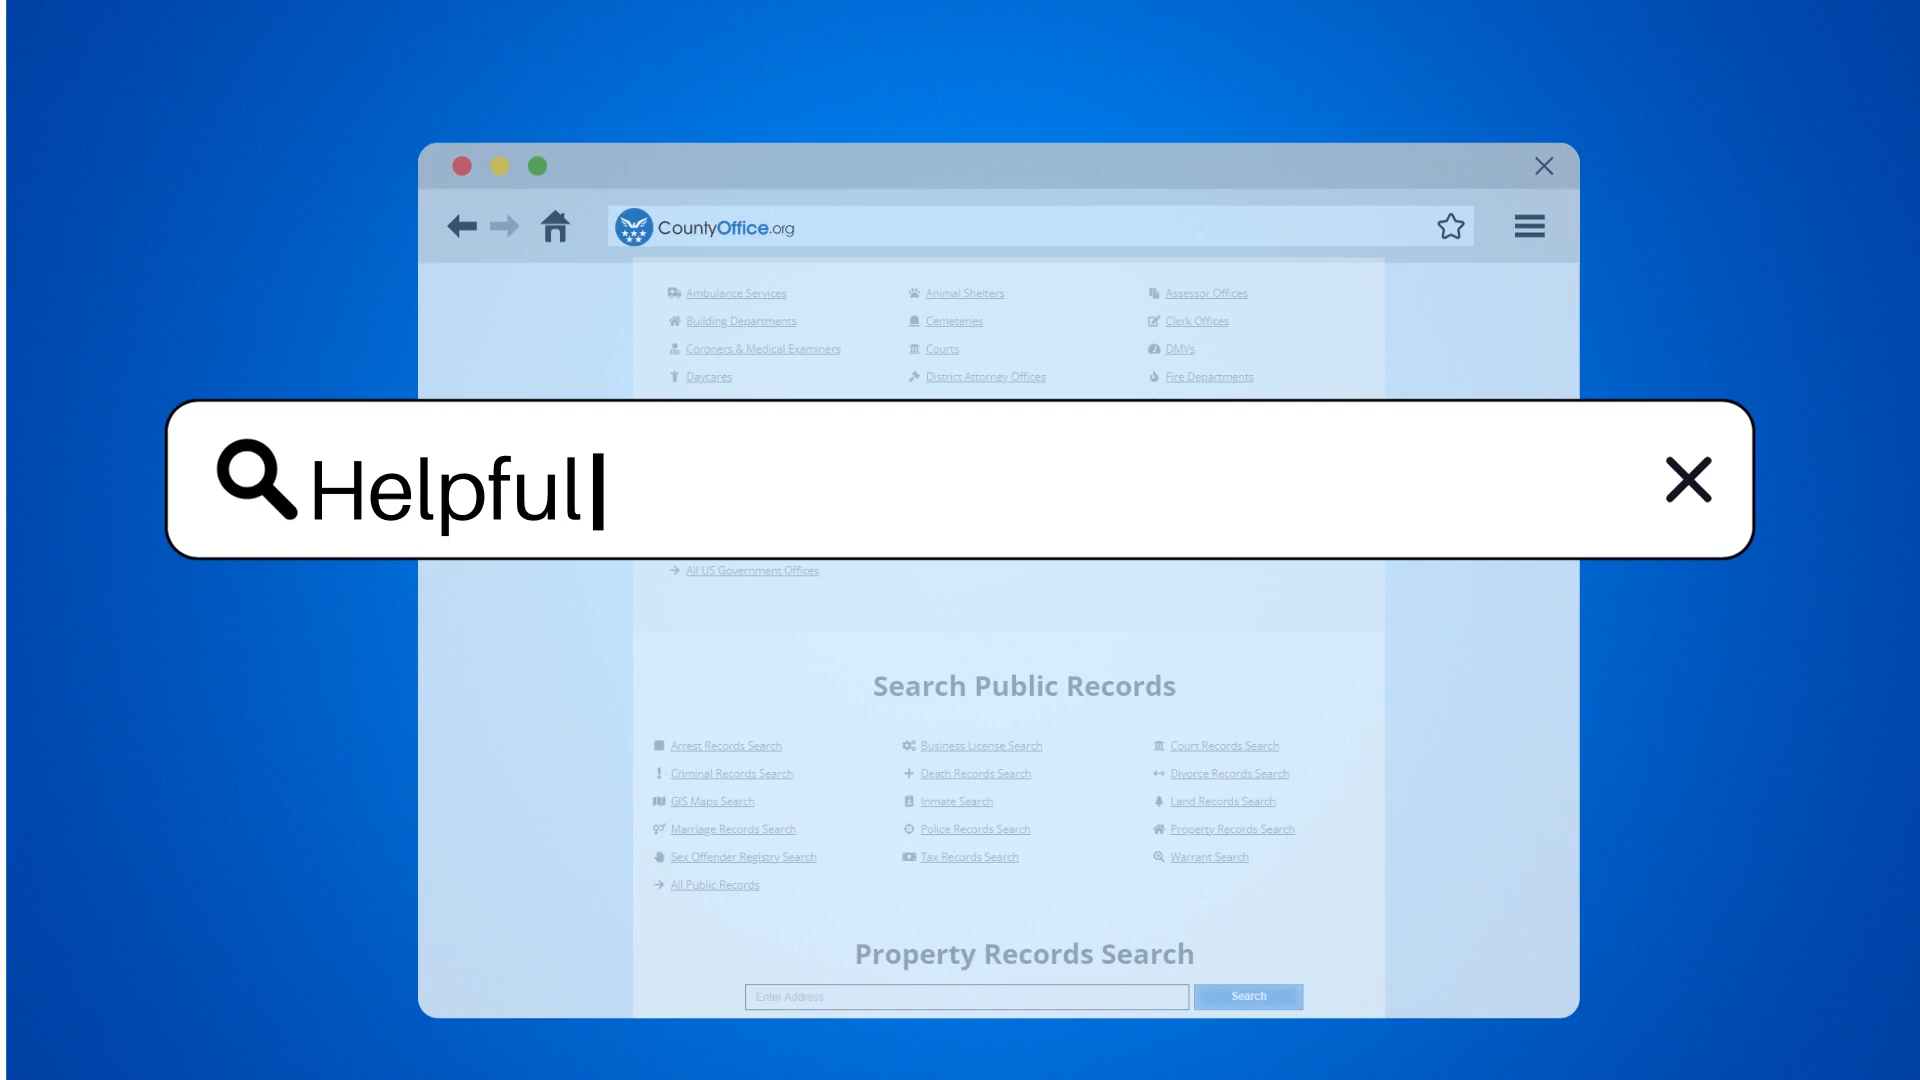 CountyOffice.org
Ambulance Services Animal Shelters Assessor Offices
Building Departments Cemeteries Clerk Offices
Coroners & Medical Examiners Courts DMVs
Daycares District Attorney Offices Fire Departments
Helpful
All US Government Offices
Search Public Records
Arrest Records Search Business License Search Court Records Search
Criminal Records Search Death Records Search Divorce Records Search
GIS Maps Search Inmate Search Land Records Search
Marriage Records Search Police Records Search Property Records Search
Sex Offender Registry Search Tax Records Search Warrant Search
All Public Records
Property Records Search
Enter Address Search